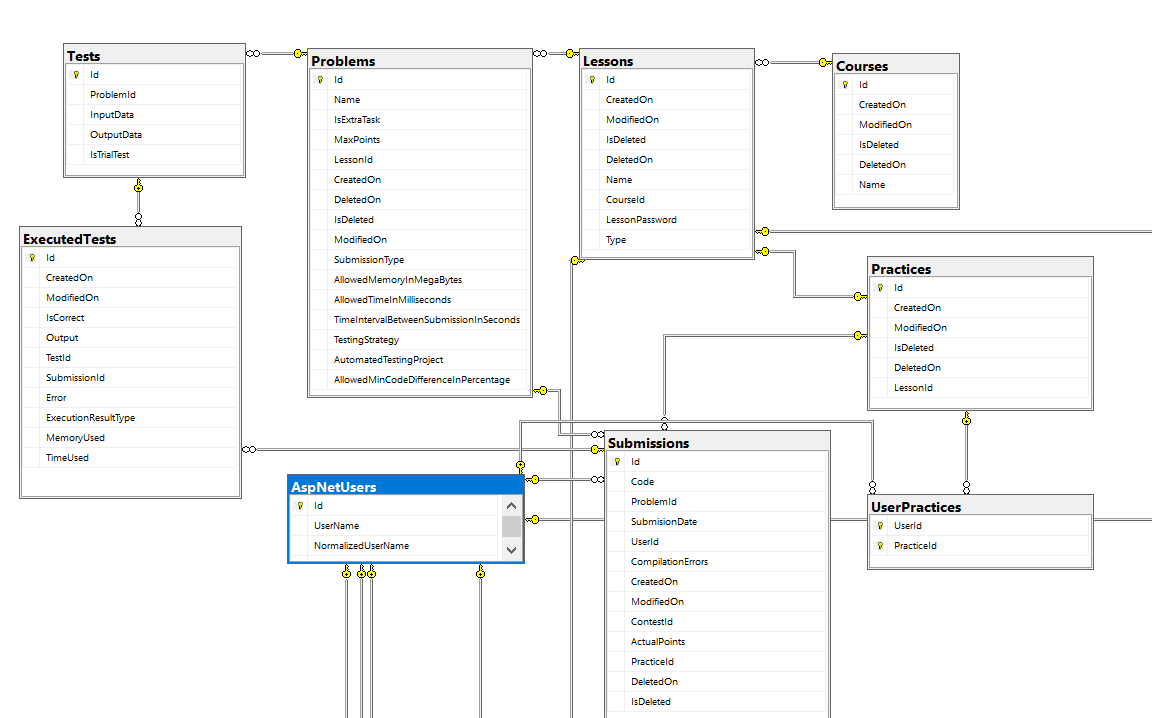 Tests
Id
ProblemId
InputData
OutputData
IsTrialTest
Problems
Id
Name
IsExtraTask
MaxPoints
LessonId
CreatedOn
DeletedOn
IsDeleted
ModifiedOn
SubmissionType
AllowedMemoryInMegaBytes
AllowedTimeInMilliseconds
TimeIntervalBetweenSubmissionInSeconds
TestingStrategy
AutomatedTestingProject
AllowedMinCodeDifferenceInPercentage
Lessons
Id
CreatedOn
ModifiedOn
IsDeleted
DeletedOn
Name
CourseId
LessonPassword
Type
Courses
Id
CreatedOn
ModifiedOn
IsDeleted
DeletedOn
Name
ExecutedTests
Id
CreatedOn
ModifiedOn
IsCorrect
Output
TestId
SubmissionId
Error
ExecutionResultType
MemoryUsed
TimeUsed
Practices
Id
CreatedOn
ModifiedOn
IsDeleted
DeletedOn
LessonId
AspNetUsers
Id
UserName
NormalizedUserName
Submissions
Id
Code
ProblemId
SubmisionDate
UserId
CompilationErrors
CreatedOn
ModifiedOn
ContestId
ActualPoints
PracticeId
DeletedOn
IsDeleted
UserPractices
UserId
PracticeId